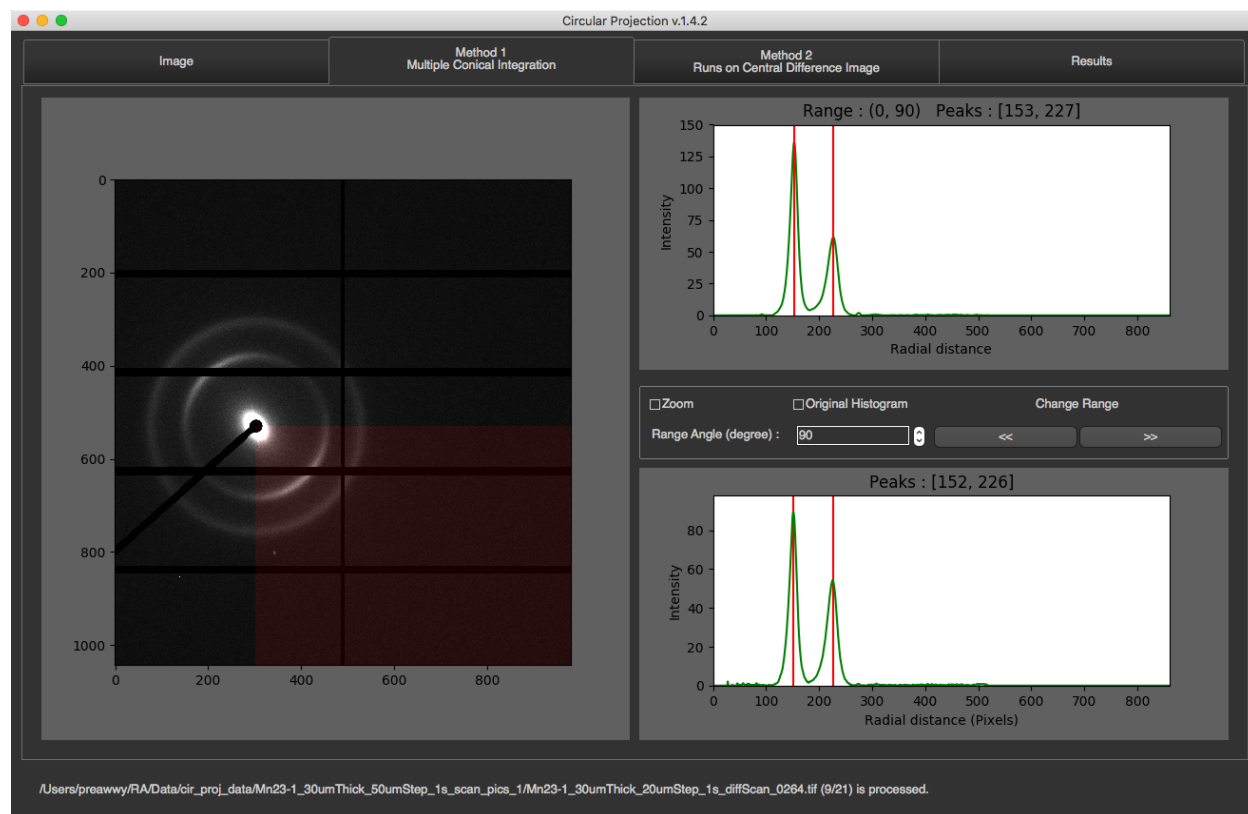 Circular Projection v.1.4.2
Image
Method 1
Multiple Conical Integration
Method 2
Runs on Central Difference Image
Results
0
200
400
600
800
1000
0 200 400 600 800
Range : (0, 90) Peaks : [153, 227]
150
125
100
75
50
25
0
Intensity
0 100 200 300 400 500 600 700 800
Radial distance
Zoom
Original Histogram
Change Range
Range Angle (degree) :
90
<<
>>
Peaks : [152, 226]
80
60
40
20
0
Intensity
0 100 200 300 400 500 600 700 800
Radial distance (Pixels)
/Users/preawwy/RA/Data/cir_proj_data/Mn23-1_30umThick_50umStep_1s_scan_pics_1/Mn23-1_30umThick_20umStep_1s_diffScan_0264.tif (9/21) is processed.